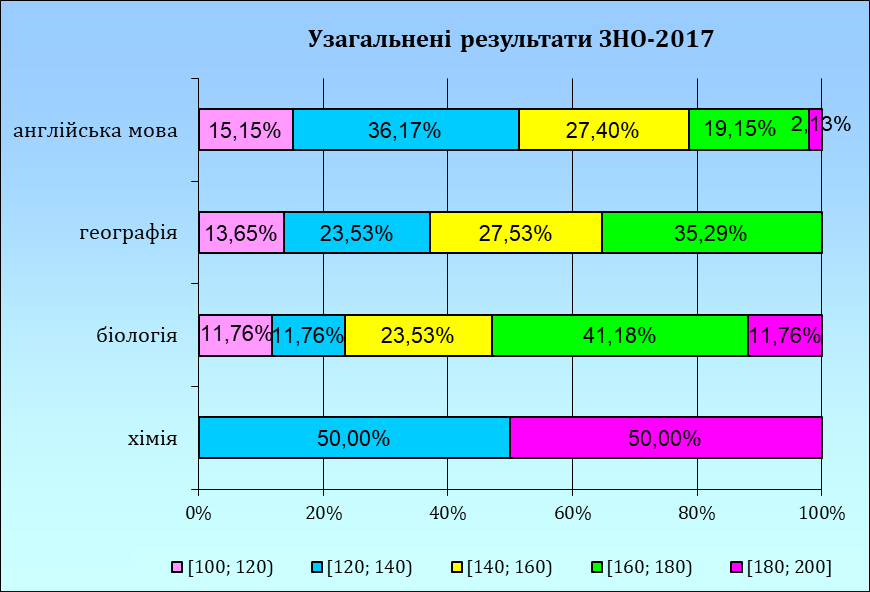 Узагальнені результати ЗНО-2017
англійська мова 15,15% 36,17% 27,40% 19,15% 2,13%
географія 13,65% 23,53% 27,53% 35,29%
біологія 11,76% 11,76% 23,53% 41,18% 11,76%
хімія 50,00% 50,00%
0% 20% 40% 60% 80% 100%
[100; 120) [120; 140) [140; 160) [160; 180) [180; 200]